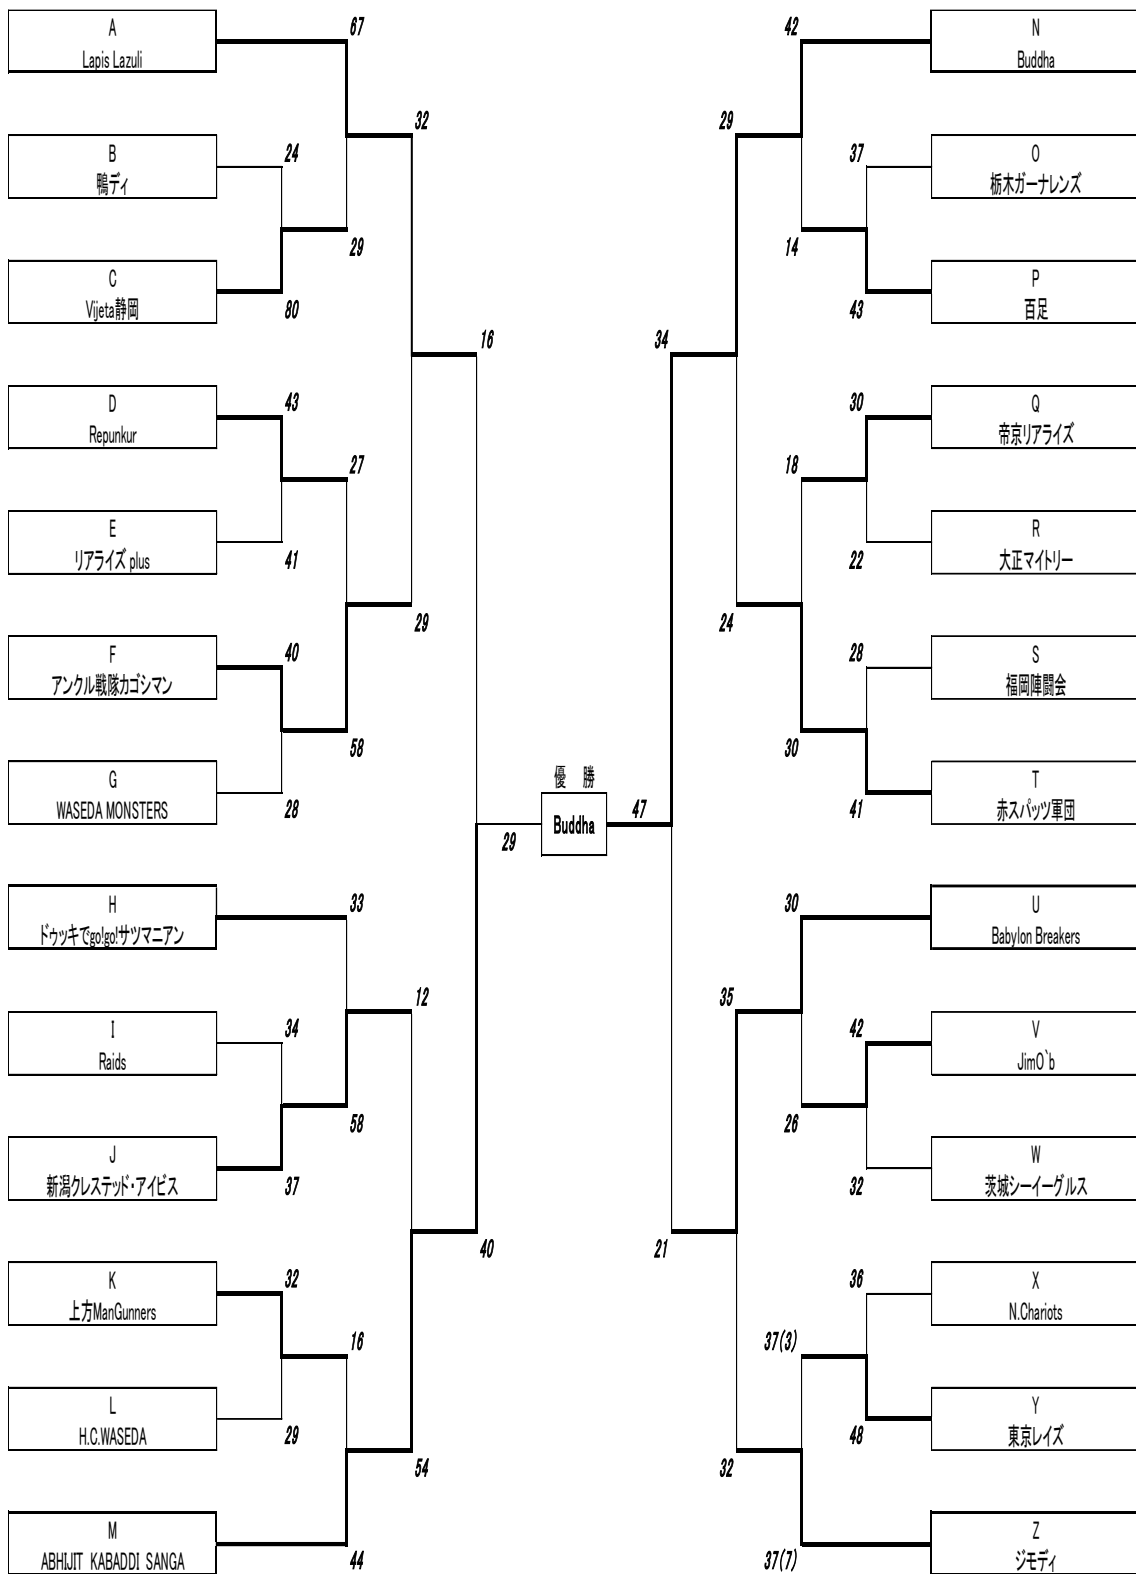 A
Lapis Lazuli
67
B
鴨ディ
24
32
29
C
Vijeta静岡
80
16
D
Repunkur
43
27
E
リアライズ plus
41
29
F
アンクル戦隊カゴシマン
40
58
G
WASEDA MONSTERS
28
H
ドゥッキでgo!go!サツマニアン
33
12
I
Raids
34
58
J
新潟クレステッド・アイビス
37
40
K
上方ManGunners
32
16
L
H.C.WASEDA
29
54
M
ABHIJIT KABADDI SANGA
44
優 勝
Buddha
29
47
42
N
Buddha
29
37
O
栃木ガーナレンズ
14
P
百足
43
34
30
Q
帝京リアライズ
18
R
大正マイトリー
22
24
28
S
福岡陣闘会
30
T
赤スパッツ軍団
41
30
U
Babylon Breakers
35
42
V
JimO`b
26
W
茨城シーイーグルス
32
21
36
X
N.Chariots
37(3)
Y
東京レイズ
48
32
Z
ジモディ
37(7)